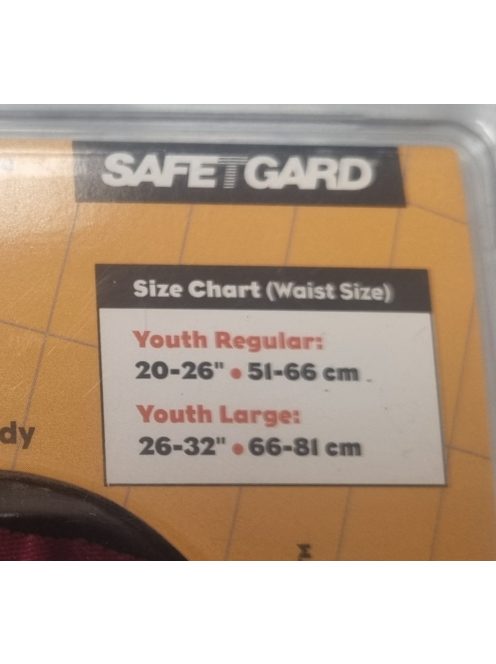 SAFETGARD
Size Chart (Waist Size)
Youth Regular:
20-26" • 51-66 cm
Youth Large:
26-32" • 66-81 cm
dy